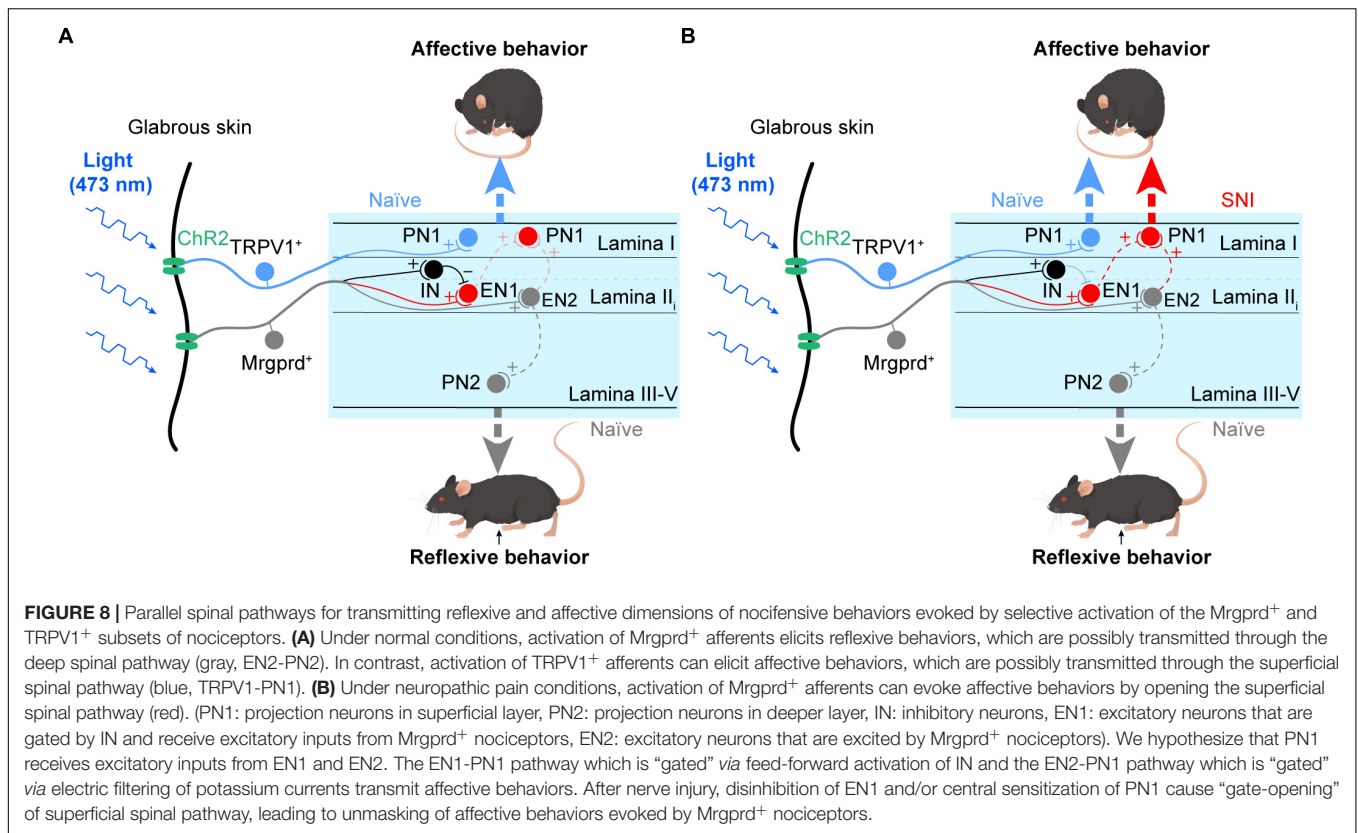 A
Affective behavior
Glabrous skin
Light
(473 nm)
Naïve
ChR2
TRPV1⁺
PN1
PN1
Lamina I
+
+
+
+
−
IN
+
EN1
+
EN2
Lamina IIᵢ
Mrgprd⁺
PN2
+
Lamina III-V
Naïve
Reflexive behavior
B
Affective behavior
Glabrous skin
Light
(473 nm)
Naïve
SNI
ChR2
TRPV1⁺
PN1
PN1
Lamina I
+
+
+
+
−
IN
+
EN1
+
EN2
Lamina IIᵢ
Mrgprd⁺
PN2
+
Lamina III-V
Naïve
Reflexive behavior
FIGURE 8 | Parallel spinal pathways for transmitting reflexive and affective dimensions of nocifensive behaviors evoked by selective activation of the Mrgprd⁺ and
TRPV1⁺ subsets of nociceptors. (A) Under normal conditions, activation of Mrgprd⁺ afferents elicits reflexive behaviors, which are possibly transmitted through the
deep spinal pathway (gray, EN2-PN2). In contrast, activation of TRPV1⁺ afferents can elicit affective behaviors, which are possibly transmitted through the superficial
spinal pathway (blue, TRPV1-PN1). (B) Under neuropathic pain conditions, activation of Mrgprd⁺ afferents can evoke affective behaviors by opening the superficial
spinal pathway (red). (PN1: projection neurons in superficial layer, PN2: projection neurons in deeper layer, IN: inhibitory neurons, EN1: excitatory neurons that are
gated by IN and receive excitatory inputs from Mrgprd⁺ nociceptors, EN2: excitatory neurons that are excited by Mrgprd⁺ nociceptors). We hypothesize that PN1
receives excitatory inputs from EN1 and EN2. The EN1-PN1 pathway which is “gated” via feed-forward activation of IN and the EN2-PN1 pathway which is “gated”
via electric filtering of potassium currents transmit affective behaviors. After nerve injury, disinhibition of EN1 and/or central sensitization of PN1 cause “gate-opening”
of superficial spinal pathway, leading to unmasking of affective behaviors evoked by Mrgprd⁺ nociceptors.